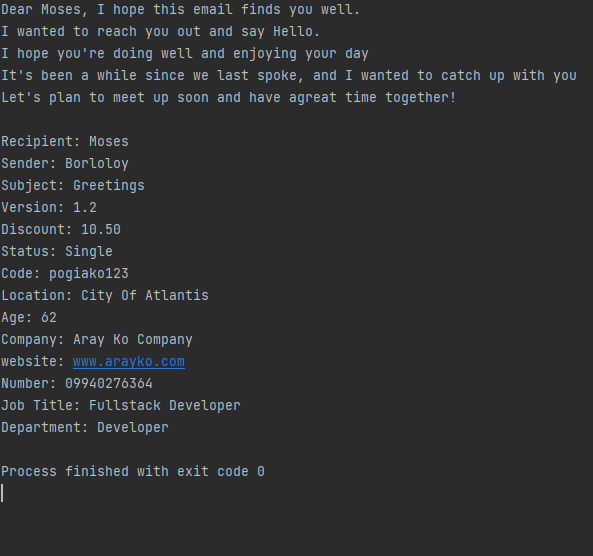 Dear Moses, I hope this email finds you well.
I wanted to reach you out and say Hello.
I hope you're doing well and enjoying your day
It's been a while since we last spoke, and I wanted to catch up with you
Let's plan to meet up soon and have agreat time together!
Recipient: Moses
Sender: Borloloy
Subject: Greetings
Version: 1.2
Discount: 10.50
Status: Single
Code: pogiako123
Location: City Of Atlantis
Age: 62
Company: Aray Ko Company
website: www.arayko.com
Number: 09940276364
Job Title: Fullstack Developer
Department: Developer
Process finished with exit code 0